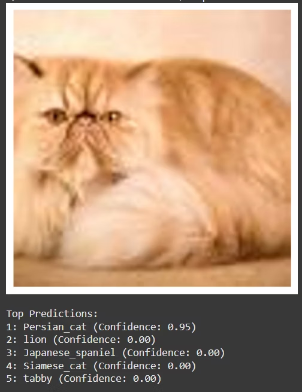 Top Predictions:
1: Persian_cat (Confidence: 0.95)
2: lion (Confidence: 0.00)
3: Japanese_spaniel (Confidence: 0.00)
4: Siamese_cat (Confidence: 0.00)
5: tabby (Confidence: 0.00)